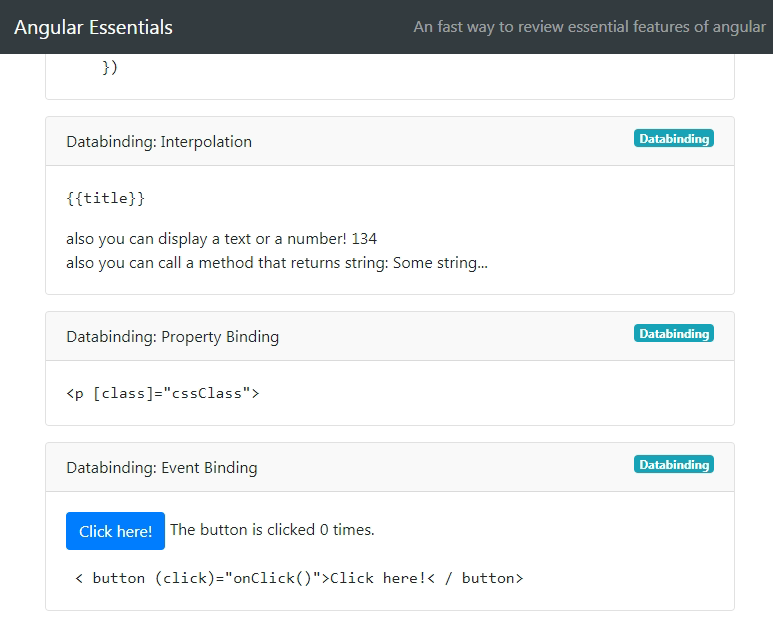 Angular Essentials An fast way to review essential features of angular
})
Databinding: Interpolation Databinding
{{title}}
also you can display a text or a number! 134
also you can call a method that returns string: Some string...
Databinding: Property Binding Databinding
<p [class]="cssClass">
Databinding: Event Binding Databinding
Click here! The button is clicked 0 times.
< button (click)="onClick()">Click here!< / button>